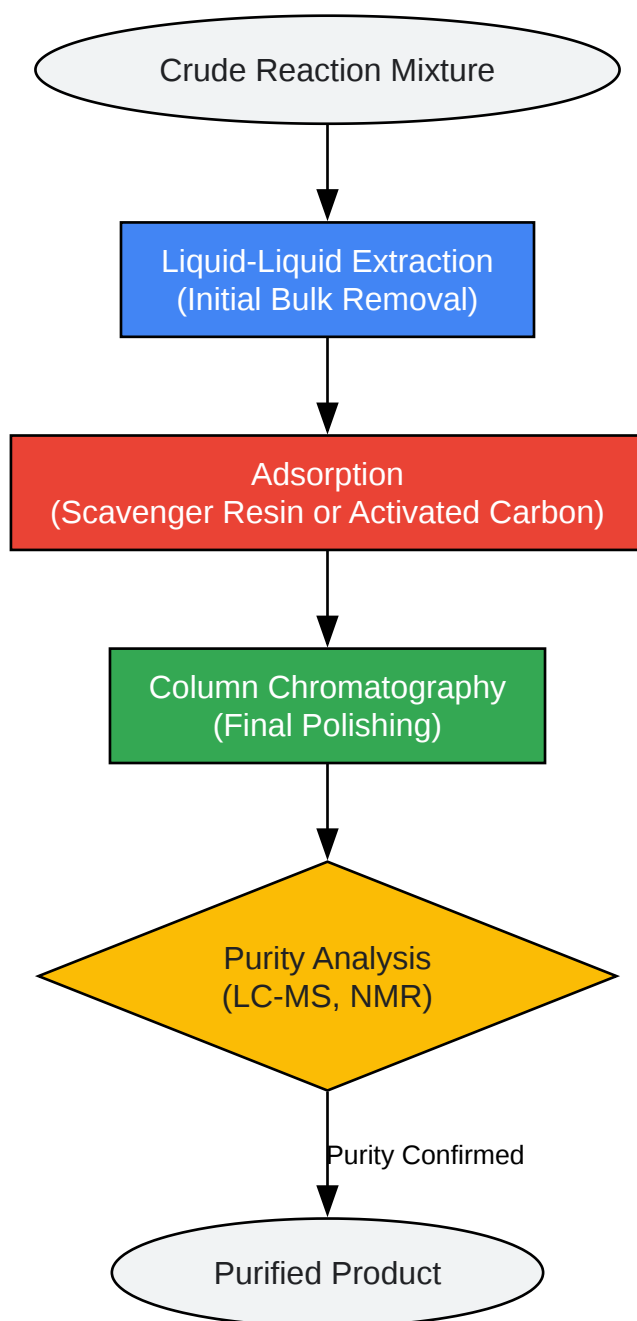 Crude Reaction Mixture
Liquid-Liquid Extraction
(Initial Bulk Removal)
Adsorption
(Scavenger Resin or Activated Carbon)
Column Chromatography
(Final Polishing)
Purity Analysis
(LC-MS, NMR)
Purity Confirmed
Purified Product